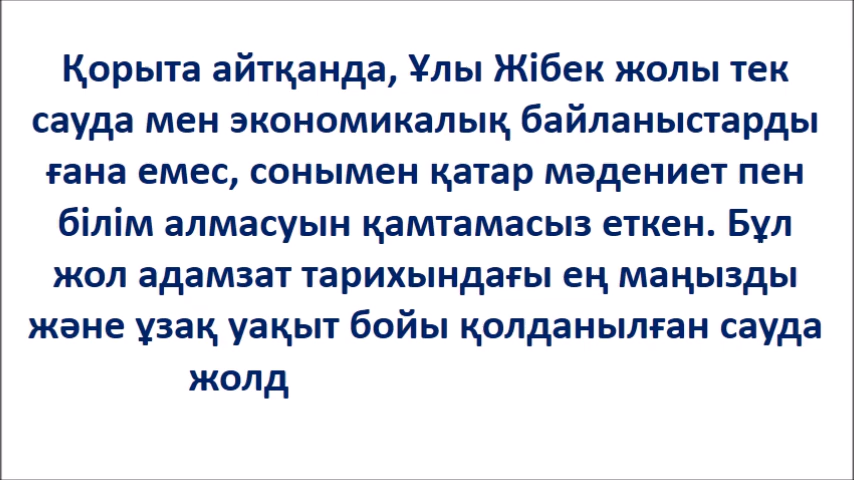 Қорыта айтқанда, Ұлы Жібек жолы тек
сауда мен экономикалық байланыстарды
ғана емес, сонымен қатар мәдениет пен
білім алмасуын қамтамасыз еткен. Бұл
жол адамзат тарихындағы ең маңызды
және ұзақ уақыт бойы қолданылған сауда
жолд